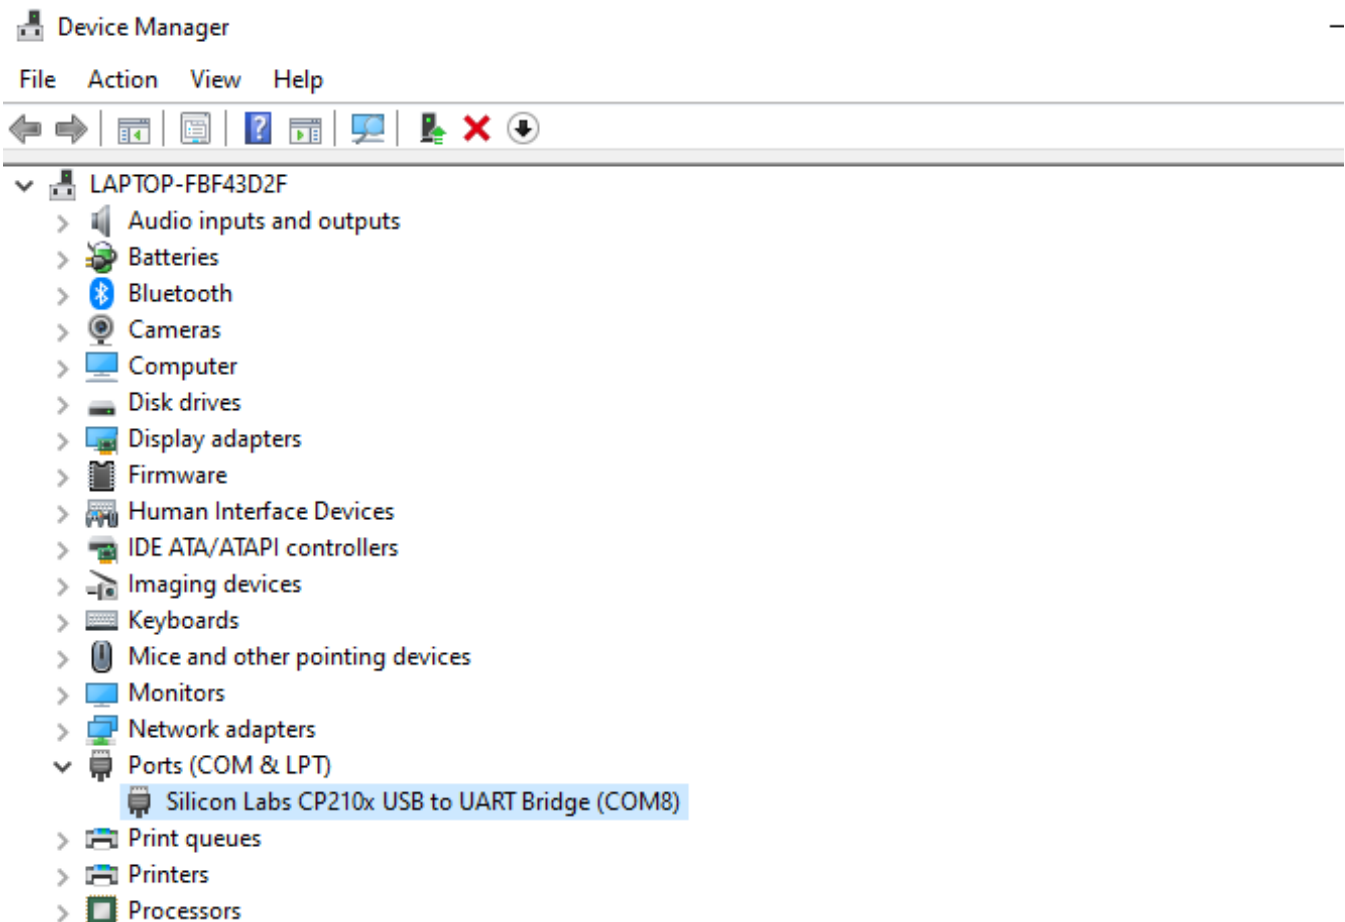 Device Manager
File Action View Help
LAPTOP-FBF43D2F
Audio inputs and outputs
Batteries
Bluetooth
Cameras
Computer
Disk drives
Display adapters
Firmware
Human Interface Devices
IDE ATA/ATAPI controllers
Imaging devices
Keyboards
Mice and other pointing devices
Monitors
Network adapters
Ports (COM & LPT)
Silicon Labs CP210x USB to UART Bridge (COM8)
Print queues
Printers
Processors